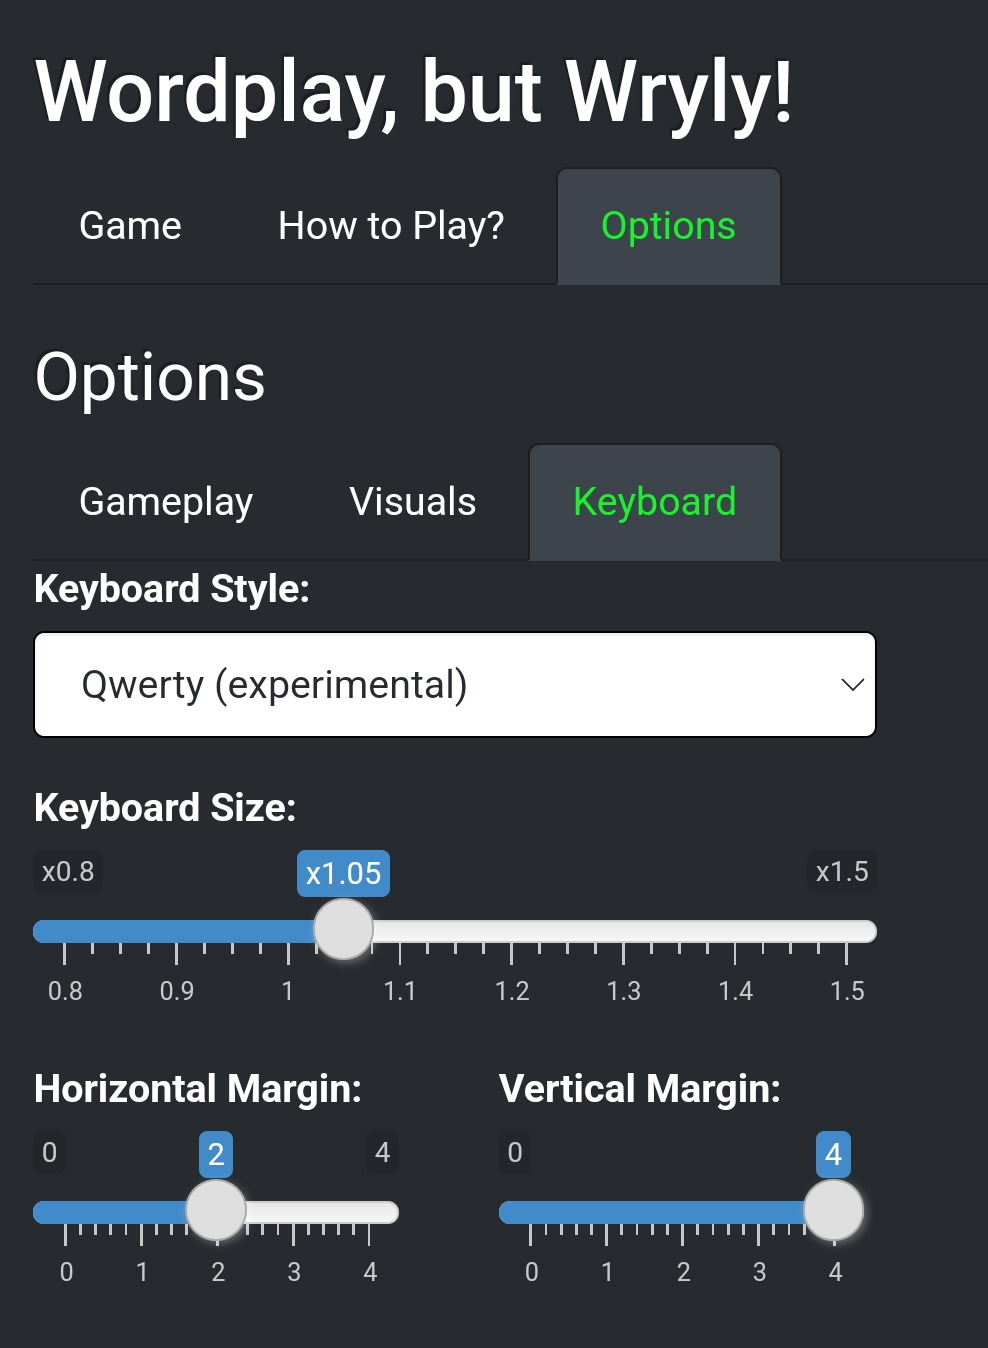 Wordplay, but Wryly!
Game How to Play? Options
Options
Gameplay Visuals Keyboard
Keyboard Style:
Qwerty (experimental)
Keyboard Size:
x0.8 x1.05 x1.5
0.8 0.9 1 1.1 1.2 1.3 1.4 1.5
Horizontal Margin: Vertical Margin:
0 2 4 0 4
0 1 2 3 4 0 1 2 3 4